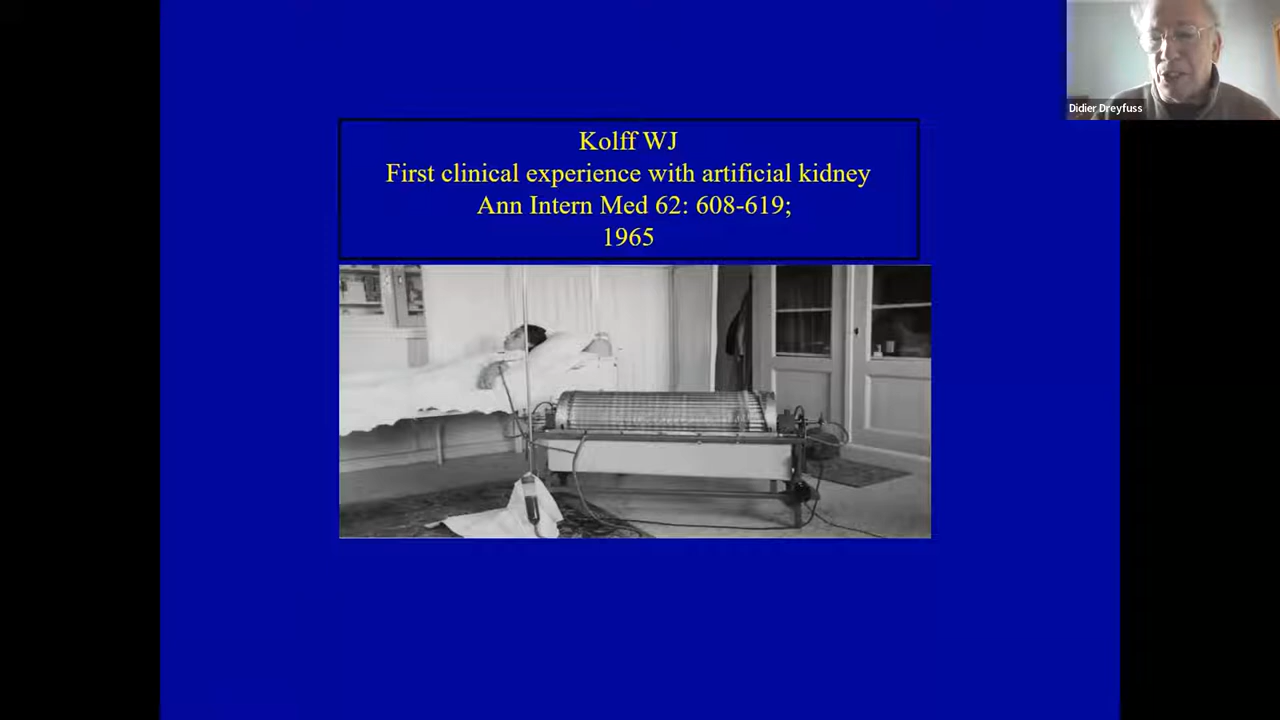 Didier Dreyfuss
Kolff WJ
First clinical experience with artificial kidney
Ann Intern Med 62: 608-619;
1965